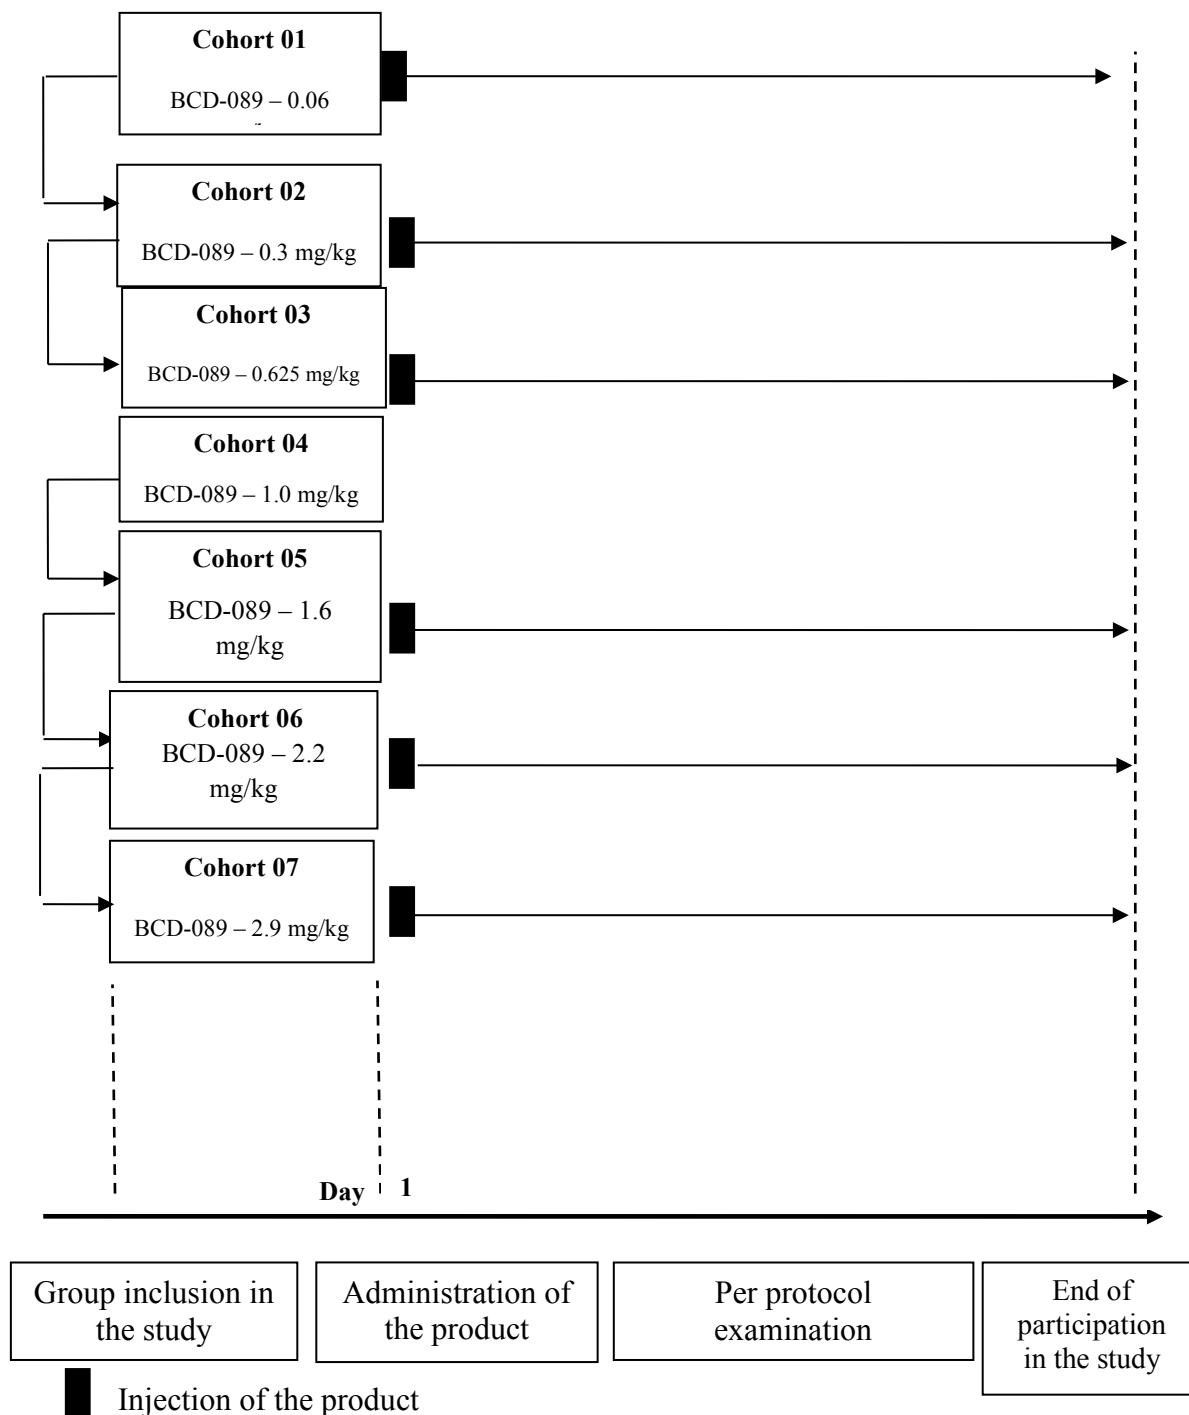 Cohort 01
BCD-089 – 0.06
Cohort 02
BCD-089 – 0.3 mg/kg
Cohort 03
BCD-089 – 0.625 mg/kg
Cohort 04
BCD-089 – 1.0 mg/kg
Cohort 05
BCD-089 – 1.6
mg/kg
Cohort 06
BCD-089 – 2.2
mg/kg
Cohort 07
BCD-089 – 2.9 mg/kg
Day 1
Group inclusion in
the study
Administration of
the product
Per protocol
examination
End of
participation
in the study
Injection of the product